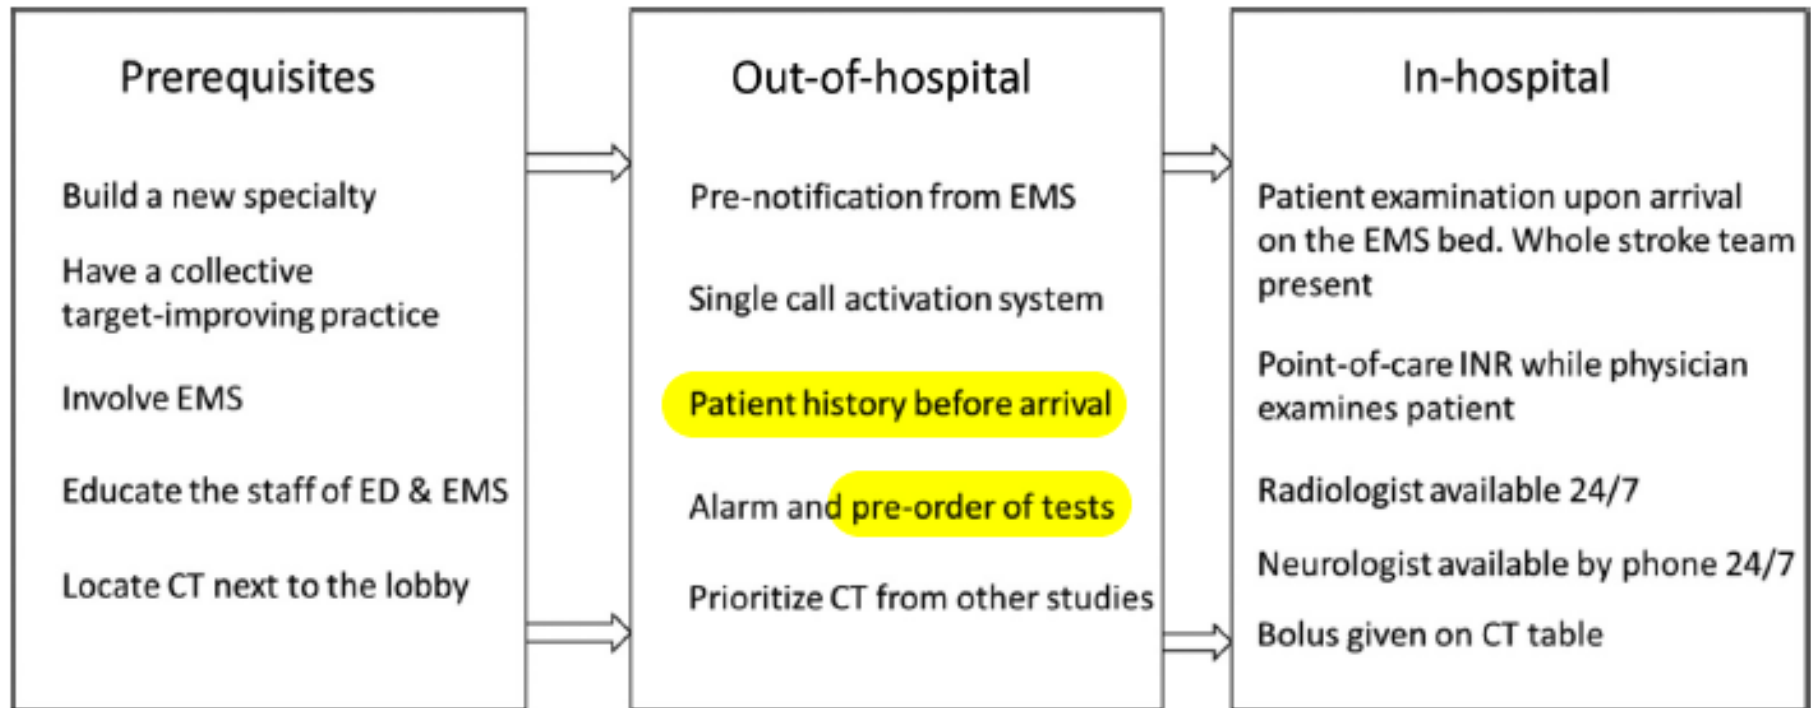 Prerequisites
Build a new specialty
Have a collective
target-improving practice
Involve EMS
Educate the staff of ED & EMS
Locate CT next to the lobby
Out-of-hospital
Pre-notification from EMS
Single call activation system
Patient history before arrival
Alarm and pre-order of tests
Prioritize CT from other studies
In-hospital
Patient examination upon arrival
on the EMS bed. Whole stroke team
present
Point-of-care INR while physician
examines patient
Radiologist available 24/7
Neurologist available by phone 24/7
Bolus given on CT table